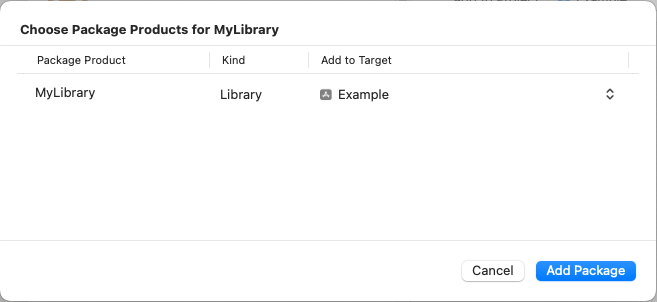 Choose Package Products for MyLibrary
Package Product Kind Add to Target
MyLibrary Library Example
Cancel Add Package